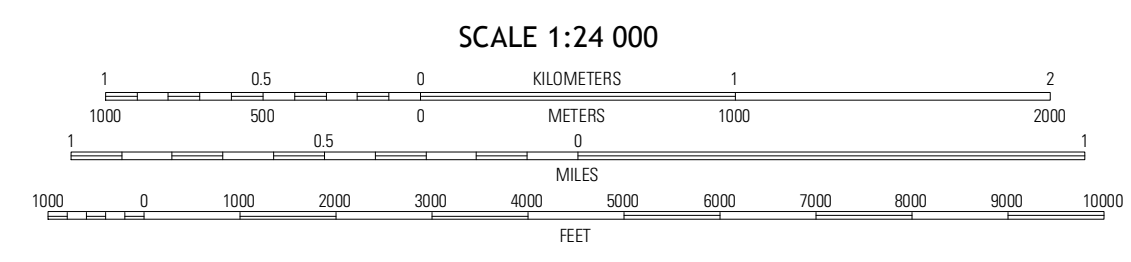 SCALE 1:24 000
1 0.5 0 KILOMETERS 1 2
1000 500 0 METERS 1000 2000
1 0.5 0 1
MILES
1000 0 1000 2000 3000 4000 5000 6000 7000 8000 9000 10000
FEET